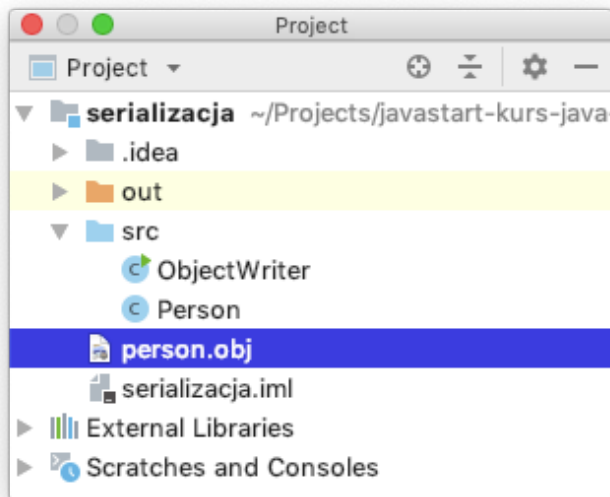 Project
Project
serializacja ~/Projects/javastart-kurs-java-
.idea
out
src
C ObjectWriter
C Person
person.obj
serializacja.iml
External Libraries
Scratches and Consoles